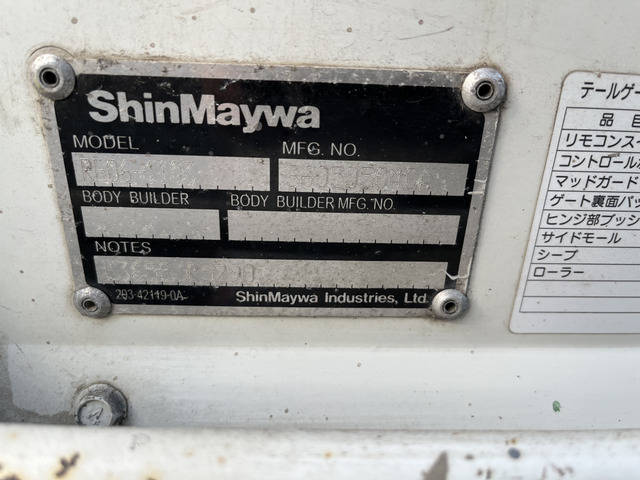 ShinMaywa
MODEL
MFG. NO.
BODY BUILDER
BODY BUILDER MFG. NO.
NOTES
293-42119-0A
ShinMaywa Industries, Ltd.
テールゲー
品 目
リモコンスイ
コントロール
マッドガード
ゲート裏面パッ
ヒンジ部ブッシ
サイドモール
シーブ
ローラー